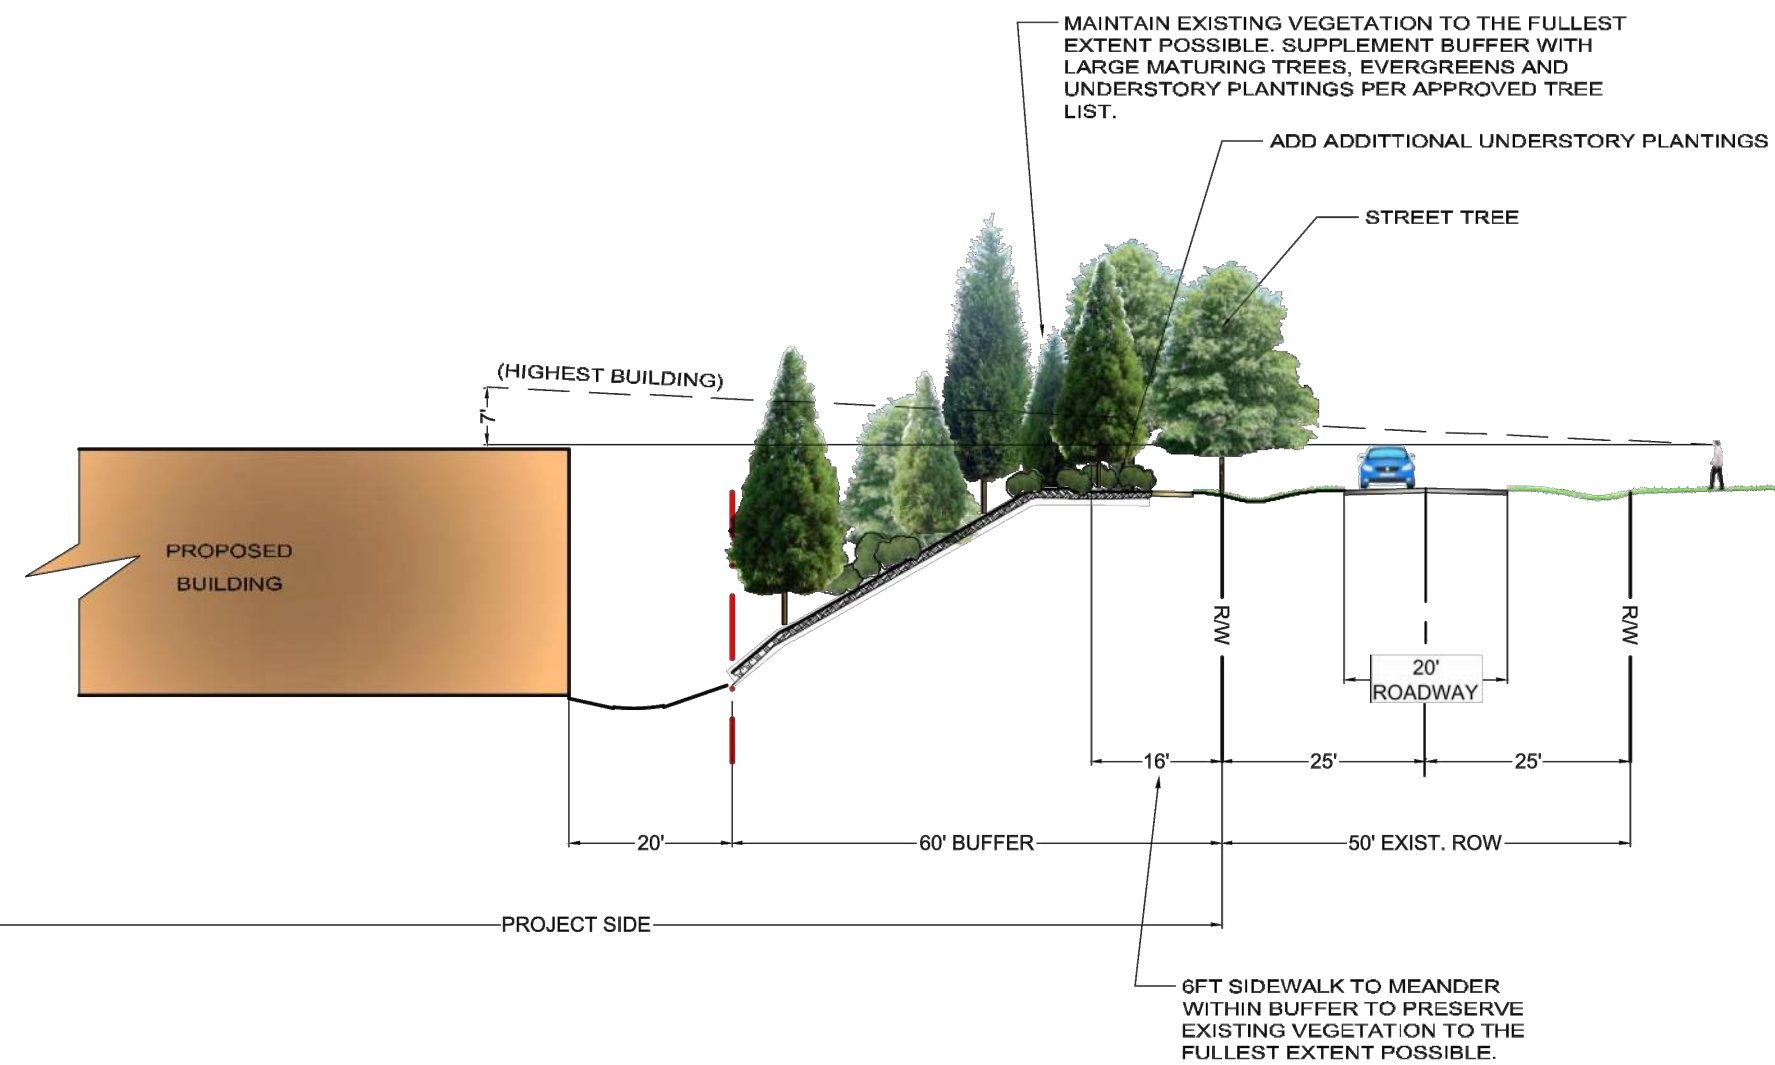 MAINTAIN EXISTING VEGETATION TO THE FULLEST
EXTENT POSSIBLE. SUPPLEMENT BUFFER WITH
LARGE MATURING TREES, EVERGREENS AND
UNDERSTORY PLANTINGS PER APPROVED TREE
LIST.
ADD ADDITTIONAL UNDERSTORY PLANTINGS
STREET TREE
(HIGHEST BUILDING)
7'
PROPOSED
BUILDING
R/W
R/W
20'
ROADWAY
16'
25'
25'
20'
60' BUFFER
50' EXIST. ROW
PROJECT SIDE
6FT SIDEWALK TO MEANDER
WITHIN BUFFER TO PRESERVE
EXISTING VEGETATION TO THE
FULLEST EXTENT POSSIBLE.